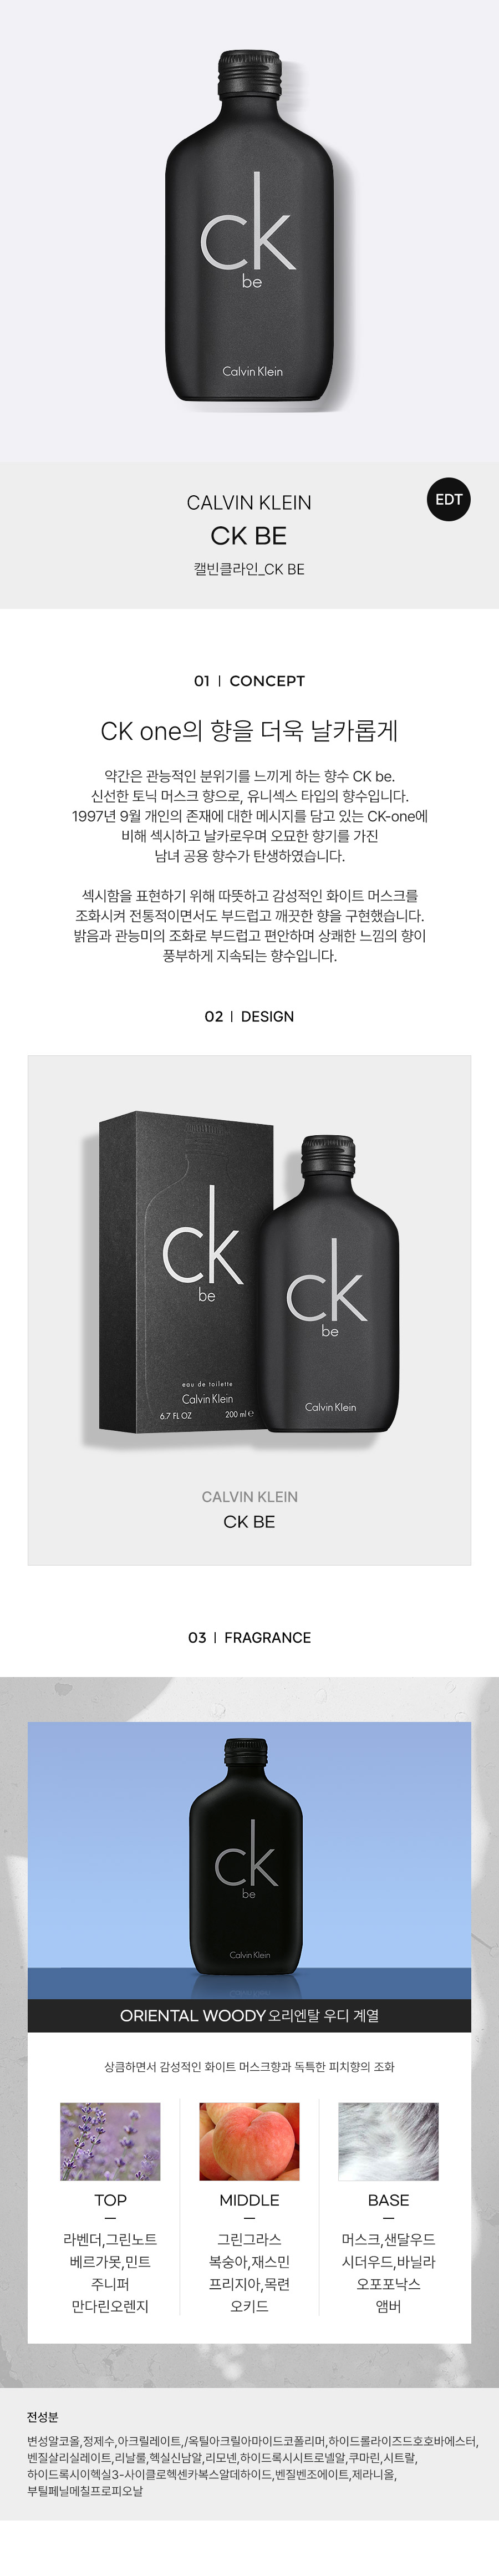 ck
be
Calvin Klein
EDT
CALVIN KLEIN
CK BE
캘빈클라인_CK BE
01 | CONCEPT
CK one의 향을 더욱 날카롭게
약간은 관능적인 분위기를 느끼게 하는 향수 CK be.
신선한 토닉 머스크 향으로, 유니섹스 타입의 향수입니다.
1997년 9월 개인의 존재에 대한 메시지를 담고 있는 CK-one에
비해 섹시하고 날카로우며 오묘한 향기를 가진
남녀 공용 향수가 탄생하였습니다.
섹시함을 표현하기 위해 따뜻하고 감성적인 화이트 머스크를
조화시켜 전통적이면서도 부드럽고 깨끗한 향을 구현했습니다.
밝음과 관능미의 조화로 부드럽고 편안하며 상쾌한 느낌의 향이
풍부하게 지속되는 향수입니다.
02 | DESIGN
ck
be
eau de toilette
Calvin Klein
6.7 FL OZ 200 ml e
ck
be
Calvin Klein
CALVIN KLEIN
CK BE
03 | FRAGRANCE
ck
be
Calvin Klein
ORIENTAL WOODY 오리엔탈 우디 계열
상큼하면서 감성적인 화이트 머스크향과 독특한 피치향의 조화
TOP
라벤더,그린노트
베르가못,민트
주니퍼
만다린오렌지
MIDDLE
그린그라스
복숭아,재스민
프리지아,목련
오키드
BASE
머스크,샌달우드
시더우드,바닐라
오포포낙스
앰버
전성분
변성알코올,정제수,아크릴레이트,/옥틸아크릴아마이드코폴리머,하이드롤라이즈드호호바에스터,
벤질살리실레이트,리날룰,헥실신남알,리모넨,하이드록시시트로넬알,쿠마린,시트랄,
하이드록시이헥실3-사이클로헥센카복스알데하이드,벤질벤조에이트,제라니올,
부틸페닐메칠프로피오날